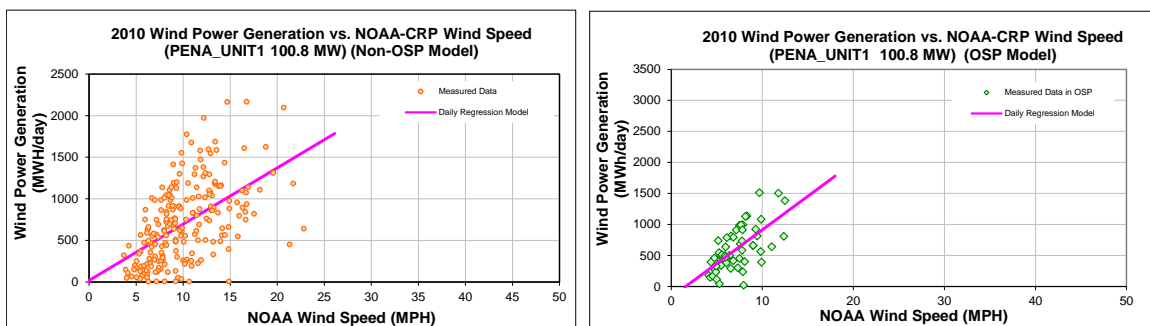 2010 Wind Power Generation vs. NOAA-CRP Wind Speed
(PENA_UNIT1 100.8 MW) (Non-OSP Model)
Wind Power Generation
(MWH/day)
2500
2000
1500
1000
500
0
Measured Data
Daily Regression Model
0 5 10 15 20 25 30 35 40 45 50
NOAA Wind Speed (MPH)
2010 Wind Power Generation vs. NOAA-CRP Wind Speed
(PENA_UNIT1 100.8 MW) (OSP Model)
Wind Power Generation
(MWh/day)
3500
3000
2500
2000
1500
1000
500
0
Measured Data in OSP
Daily Regression Model
0 10 20 30 40 50
NOAA Wind Speed (MPH)